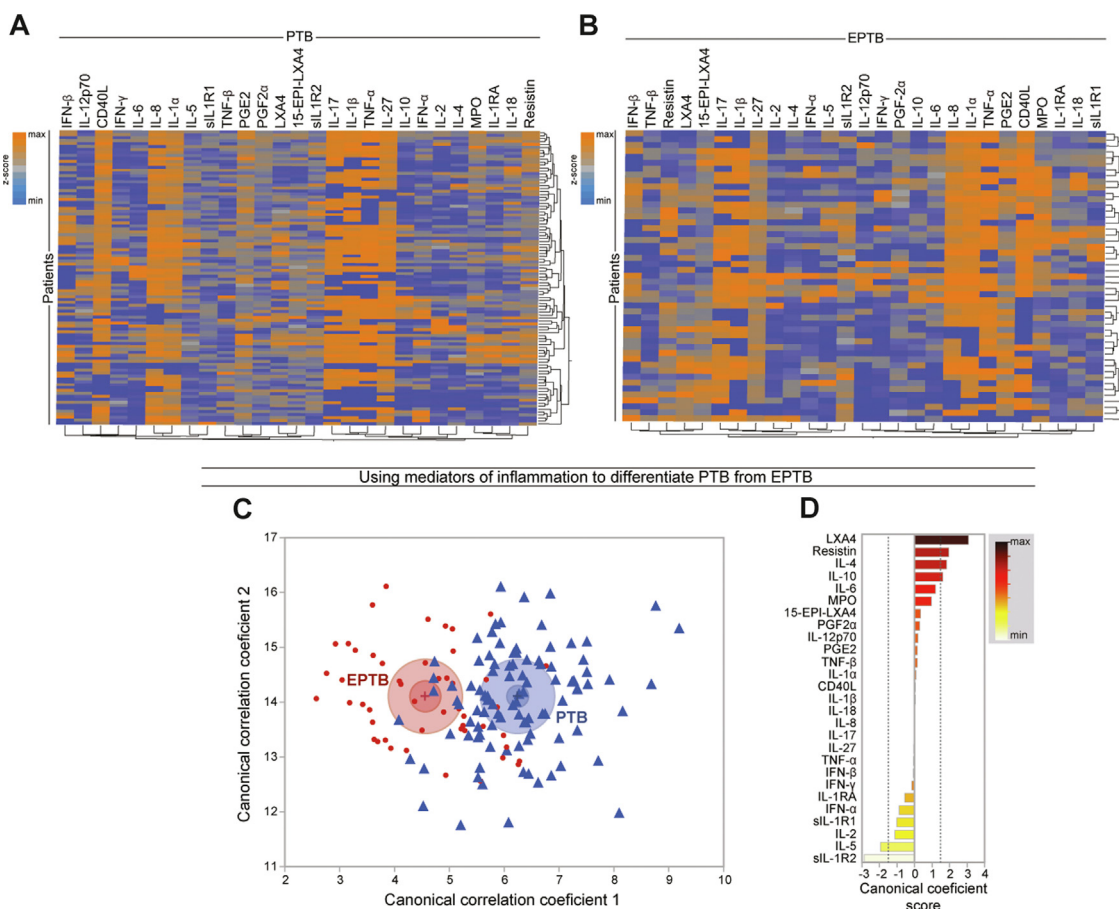 A
PTB
IFN-β
IL-12p70
CD40L
IFN-γ
IL-6
IL-8
IL-1α
IL-5
sIL1R1
TNF-β
PGE2
PGF2α
LXA4
15-EPI-LXA4
sIL1R2
IL-17
IL-1β
TNF-α
IL-27
IL-10
IFN-α
IL-2
IL-4
MPO
IL-1RA
IL-18
Resistin
max
z-score
min
Patients
B
EPTB
IFN-β
TNF-β
Resistin
LXA4
15-EPI-LXA4
IL-17
IL-1β
IL-27
IL-2
IL-4
IFN-α
IL-5
sIL1R2
IL-12p70
IFN-γ
PGF-2α
IL-10
IL-6
IL-8
IL-1α
TNF-α
PGE2
CD40L
MPO
IL-1RA
IL-18
sIL1R1
max
z-score
min
Patients
Using mediators of inflammation to differentiate PTB from EPTB
C
Canonical correlation coeficient 2
17
16
15
14
13
12
11
EPTB
PTB
2 3 4 5 6 7 8 9 10
Canonical correlation coeficient 1
D
LXA4
Resistin
IL-4
IL-10
IL-6
MPO
15-EPI-LXA4
PGF2α
IL-12p70
PGE2
TNF-β
IL-1α
CD40L
IL-1β
IL-18
IL-8
IL-17
IL-27
TNF-α
IFN-β
IFN-γ
IL-1RA
IFN-α
sIL-1R1
IL-2
IL-5
sIL-1R2
max
min
-3 -2 -1 0 1 2 3 4
Canonical coeficient
score